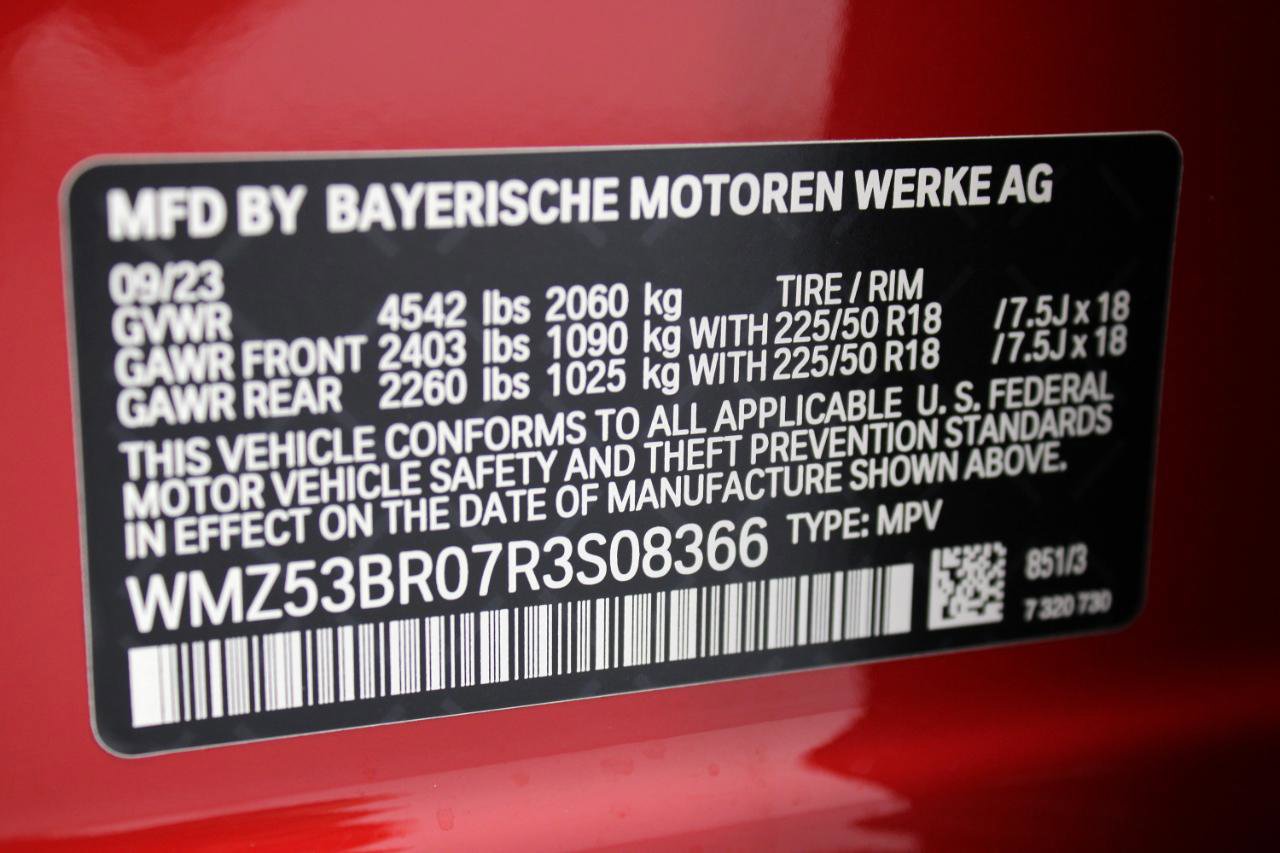 MFD BY BAYERISCHE MOTOREN WERKE AG
09/23 TIRE / RIM
GVWR 4542 lbs 2060 kg
GAWR FRONT 2403 lbs 1090 kg WITH 225/50 R18 /7.5J x 18
GAWR REAR 2260 lbs 1025 kg WITH 225/50 R18 /7.5J x 18
THIS VEHICLE CONFORMS TO ALL APPLICABLE U. S. FEDERAL
MOTOR VEHICLE SAFETY AND THEFT PREVENTION STANDARDS
IN EFFECT ON THE DATE OF MANUFACTURE SHOWN ABOVE.
WMZ53BR07R3S08366 TYPE: MPV
851/3
7 320 730